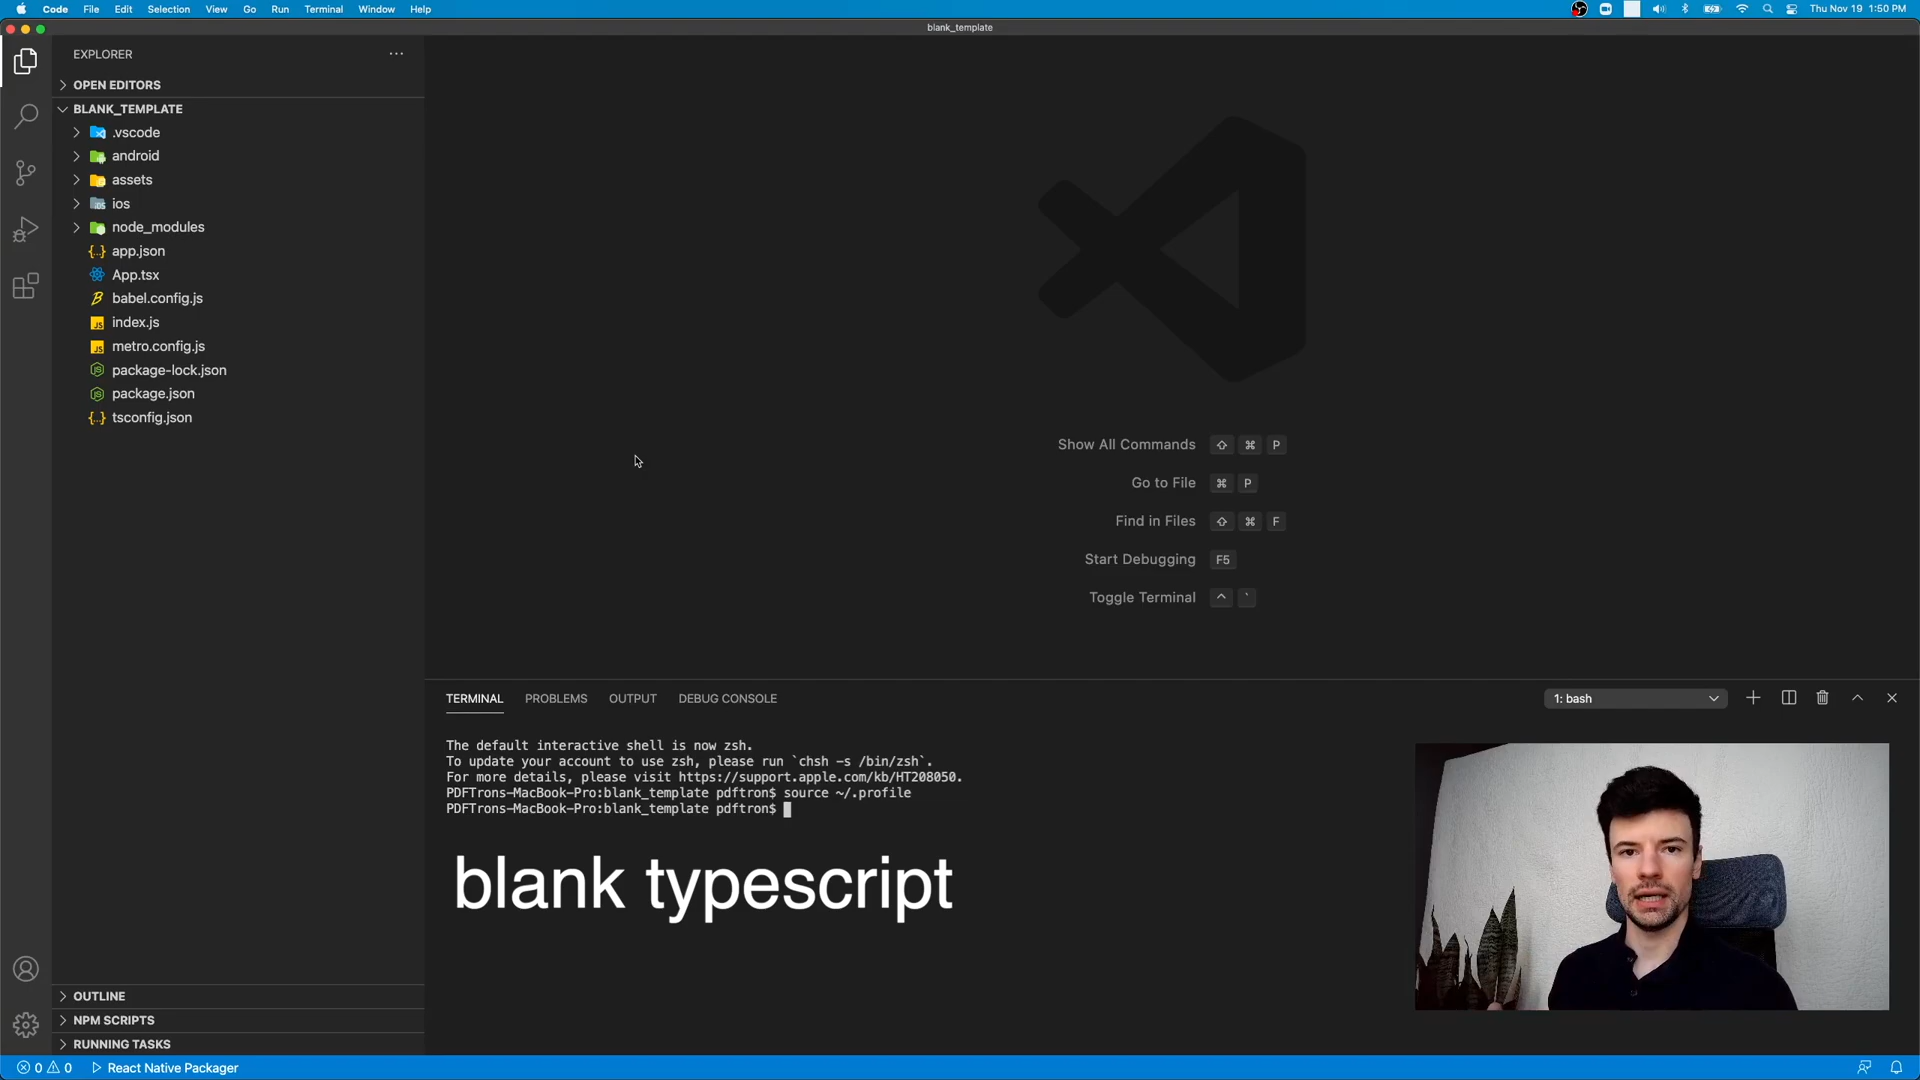 Code File Edit Selection View Go Run Terminal Window Help
Thu Nov 19 1:50 PM
blank_template
EXPLORER
OPEN EDITORS
BLANK_TEMPLATE
.vscode
android
assets
ios
node_modules
app.json
App.tsx
babel.config.js
index.js
metro.config.js
package-lock.json
package.json
tsconfig.json
Show All Commands ⇧ ⌘ P
Go to File ⌘ P
Find in Files ⇧ ⌘ F
Start Debugging F5
Toggle Terminal ^ `
TERMINAL PROBLEMS OUTPUT DEBUG CONSOLE
1: bash
The default interactive shell is now zsh.
To update your account to use zsh, please run `chsh -s /bin/zsh`.
For more details, please visit https://support.apple.com/kb/HT208050.
PDFTrons-MacBook-Pro:blank_template pdftron$ source ~/.profile
PDFTrons-MacBook-Pro:blank_template pdftron$
blank typescript
OUTLINE
NPM SCRIPTS
RUNNING TASKS
0 0 React Native Packager